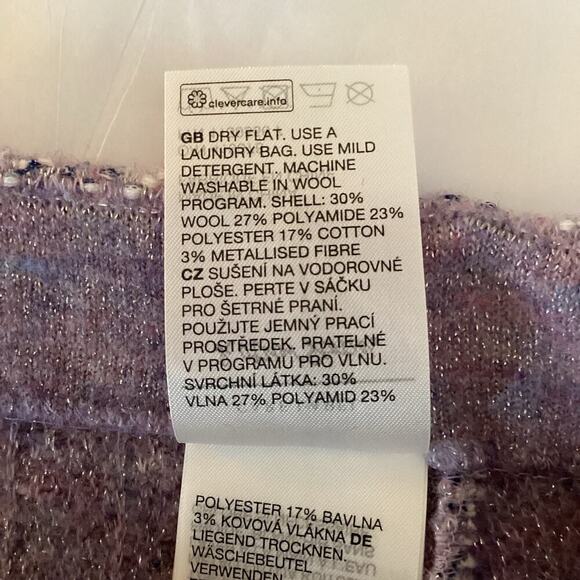 clevercare.info
GB DRY FLAT. USE A
LAUNDRY BAG. USE MILD
DETERGENT. MACHINE
WASHABLE IN WOOL
PROGRAM. SHELL: 30%
WOOL 27% POLYAMIDE 23%
POLYESTER 17% COTTON
3% METALLISED FIBRE
CZ SUŠENÍ NA VODOROVNÉ
PLOŠE. PERTE V SÁČKU
PRO ŠETRNÉ PRANÍ.
POUŽIJTE JEMNÝ PRACÍ
PROSTŘEDEK. PRATELNÉ
V PROGRAMU PRO VLNU.
SVRCHNÍ LÁTKA: 30%
VLNA 27% POLYAMID 23%
POLYESTER 17% BAVLNA
3% KOVOVÁ VLÁKNA DE
LIEGEND TROCKNEN.
WÄSCHEBEUTEL
VERWENDEN